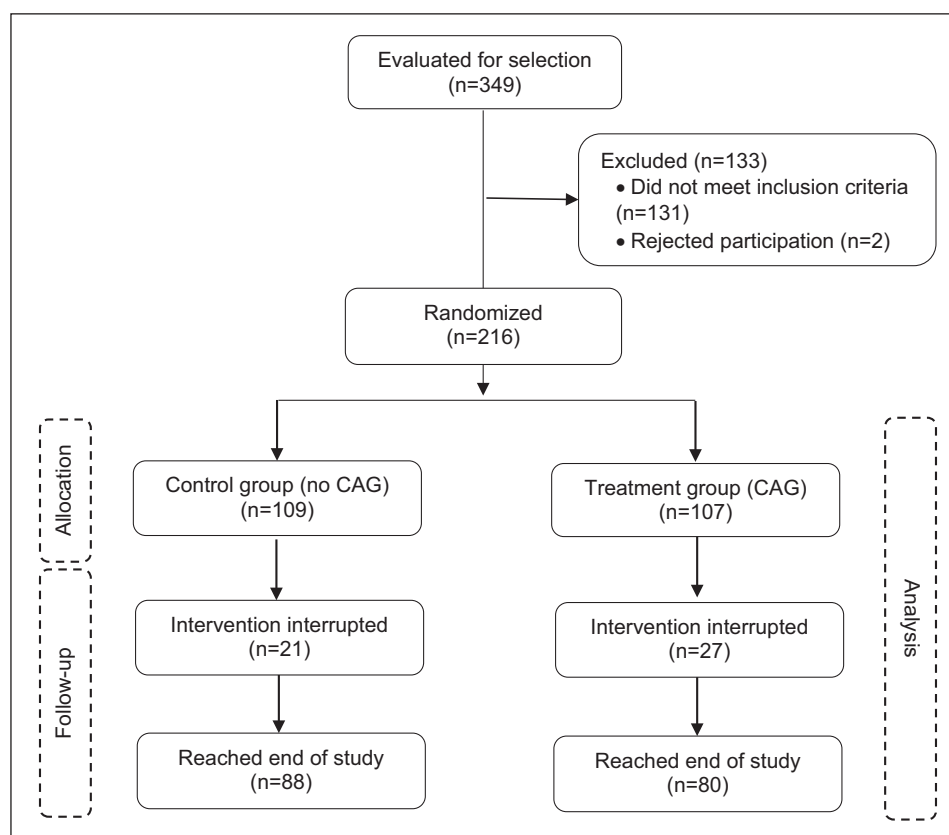 Evaluated for selection
(n=349)
Excluded (n=133)
• Did not meet inclusion criteria
(n=131)
• Rejected participation (n=2)
Randomized
(n=216)
Allocation
Control group (no CAG)
(n=109)
Treatment group (CAG)
(n=107)
Follow-up
Intervention interrupted
(n=21)
Intervention interrupted
(n=27)
Analysis
Reached end of study
(n=88)
Reached end of study
(n=80)